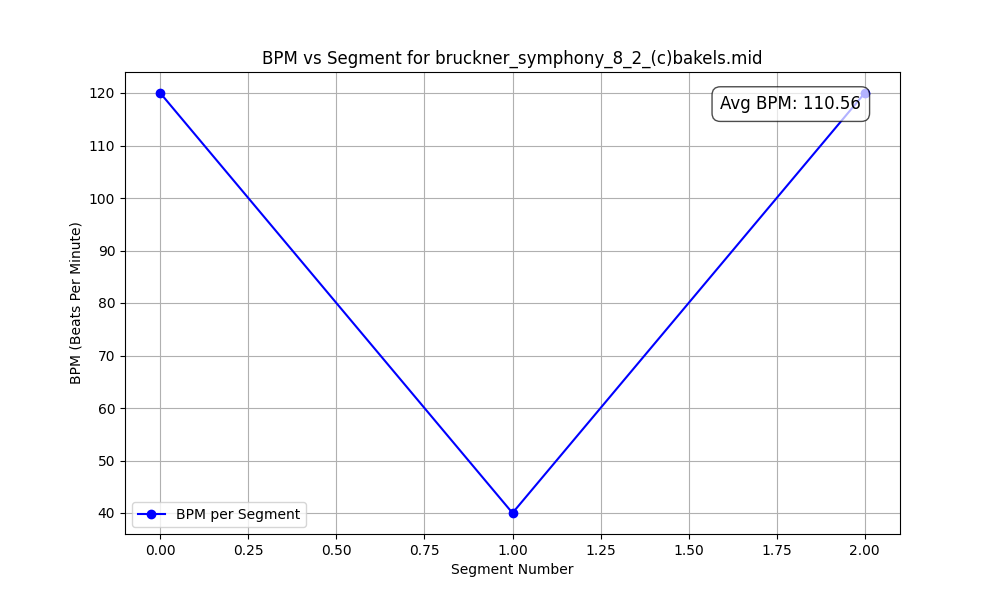 BPM vs Segment for bruckner_symphony_8_2_(c)bakels.mid
Avg BPM: 110.56
BPM (Beats Per Minute)
120
110
100
90
80
70
60
50
40
BPM per Segment
0.00 0.25 0.50 0.75 1.00 1.25 1.50 1.75 2.00
Segment Number